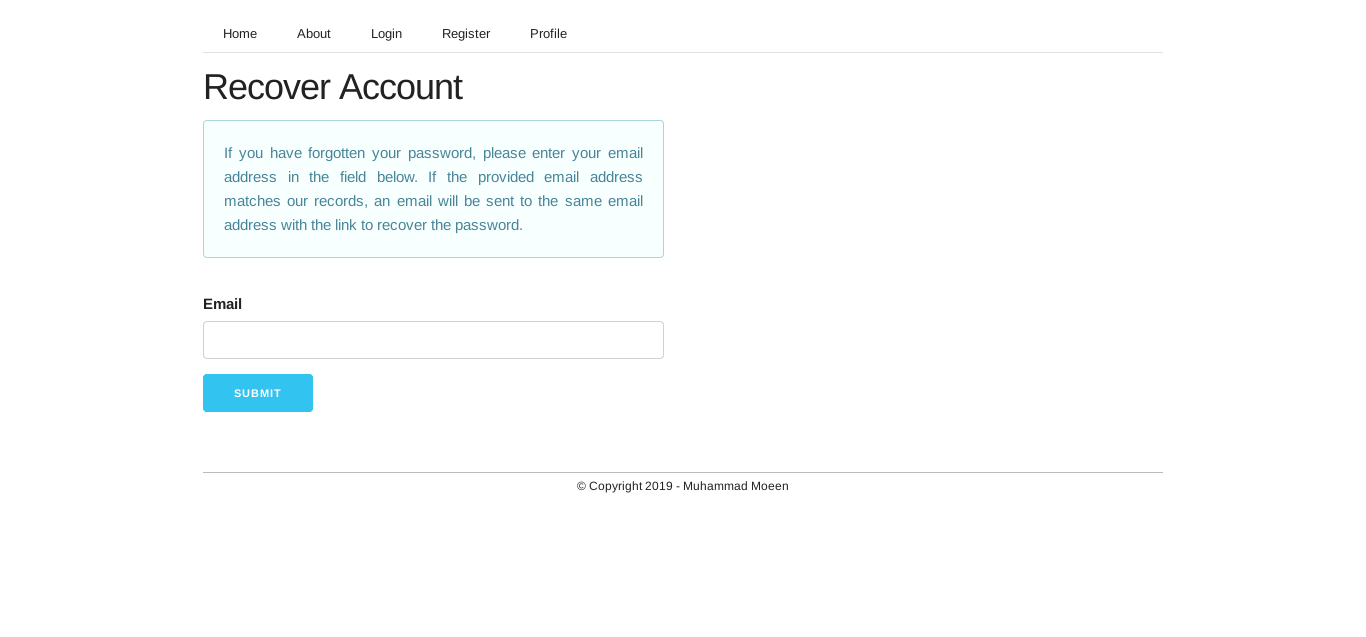 Home About Login Register Profile
Recover Account
If you have forgotten your password, please enter your email
address in the field below. If the provided email address
matches our records, an email will be sent to the same email
address with the link to recover the password.
Email
SUBMIT
© Copyright 2019 - Muhammad Moeen